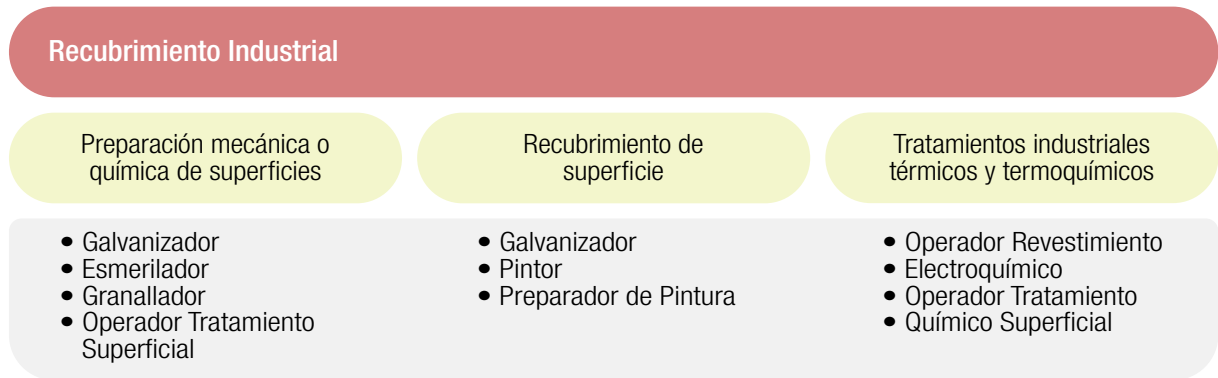 Recubrimiento Industrial
Preparación mecánica o
química de superficies
Recubrimiento de
superficie
Tratamientos industriales
térmicos y termoquímicos
• Galvanizador
• Esmerilador
• Granallador
• Operador Tratamiento
Superficial
• Galvanizador
• Pintor
• Preparador de Pintura
• Operador Revestimiento
• Electroquímico
• Operador Tratamiento
• Químico Superficial